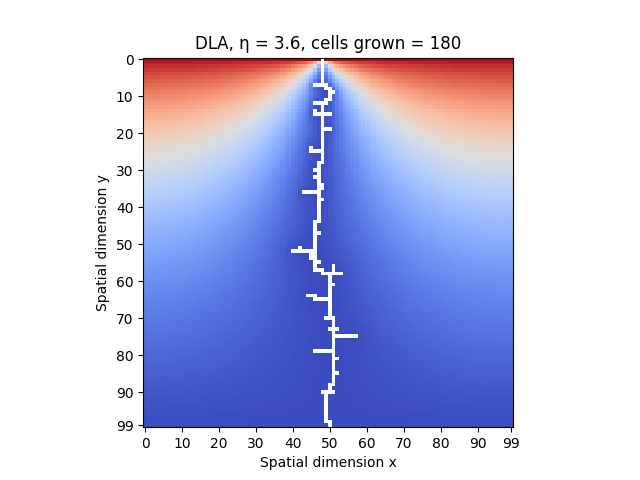 DLA, η = 3.6, cells grown = 180
0
10
20
30
40
50
60
70
80
90
99
Spatial dimension y
0 10 20 30 40 50 60 70 80 90 99
Spatial dimension x